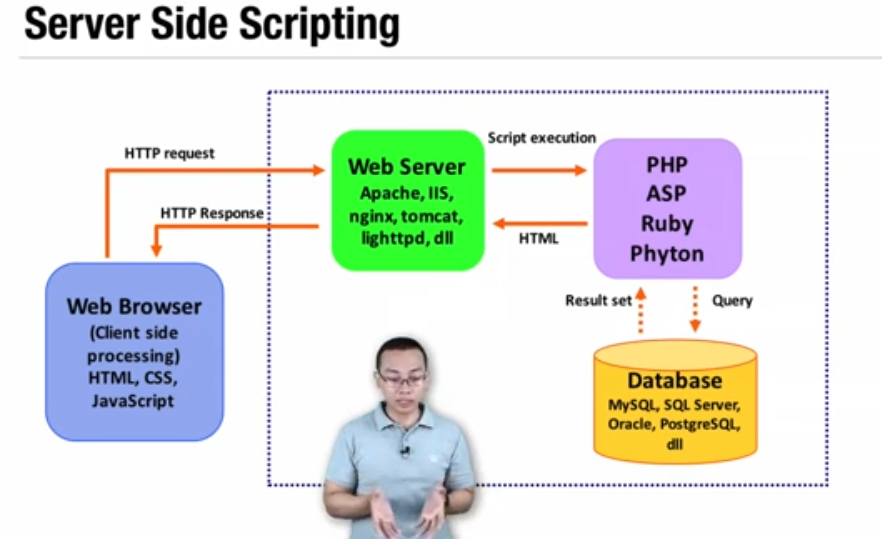 Server Side Scripting
HTTP request
HTTP Response
Web Browser
(Client side
processing)
HTML, CSS,
JavaScript
Web Server
Apache, IIS,
nginx, tomcat,
lighttpd, dll
Script execution
HTML
PHP
ASP
Ruby
Phyton
Result set
Query
Database
MySQL, SQL Server,
Oracle, PostgreSQL,
dll